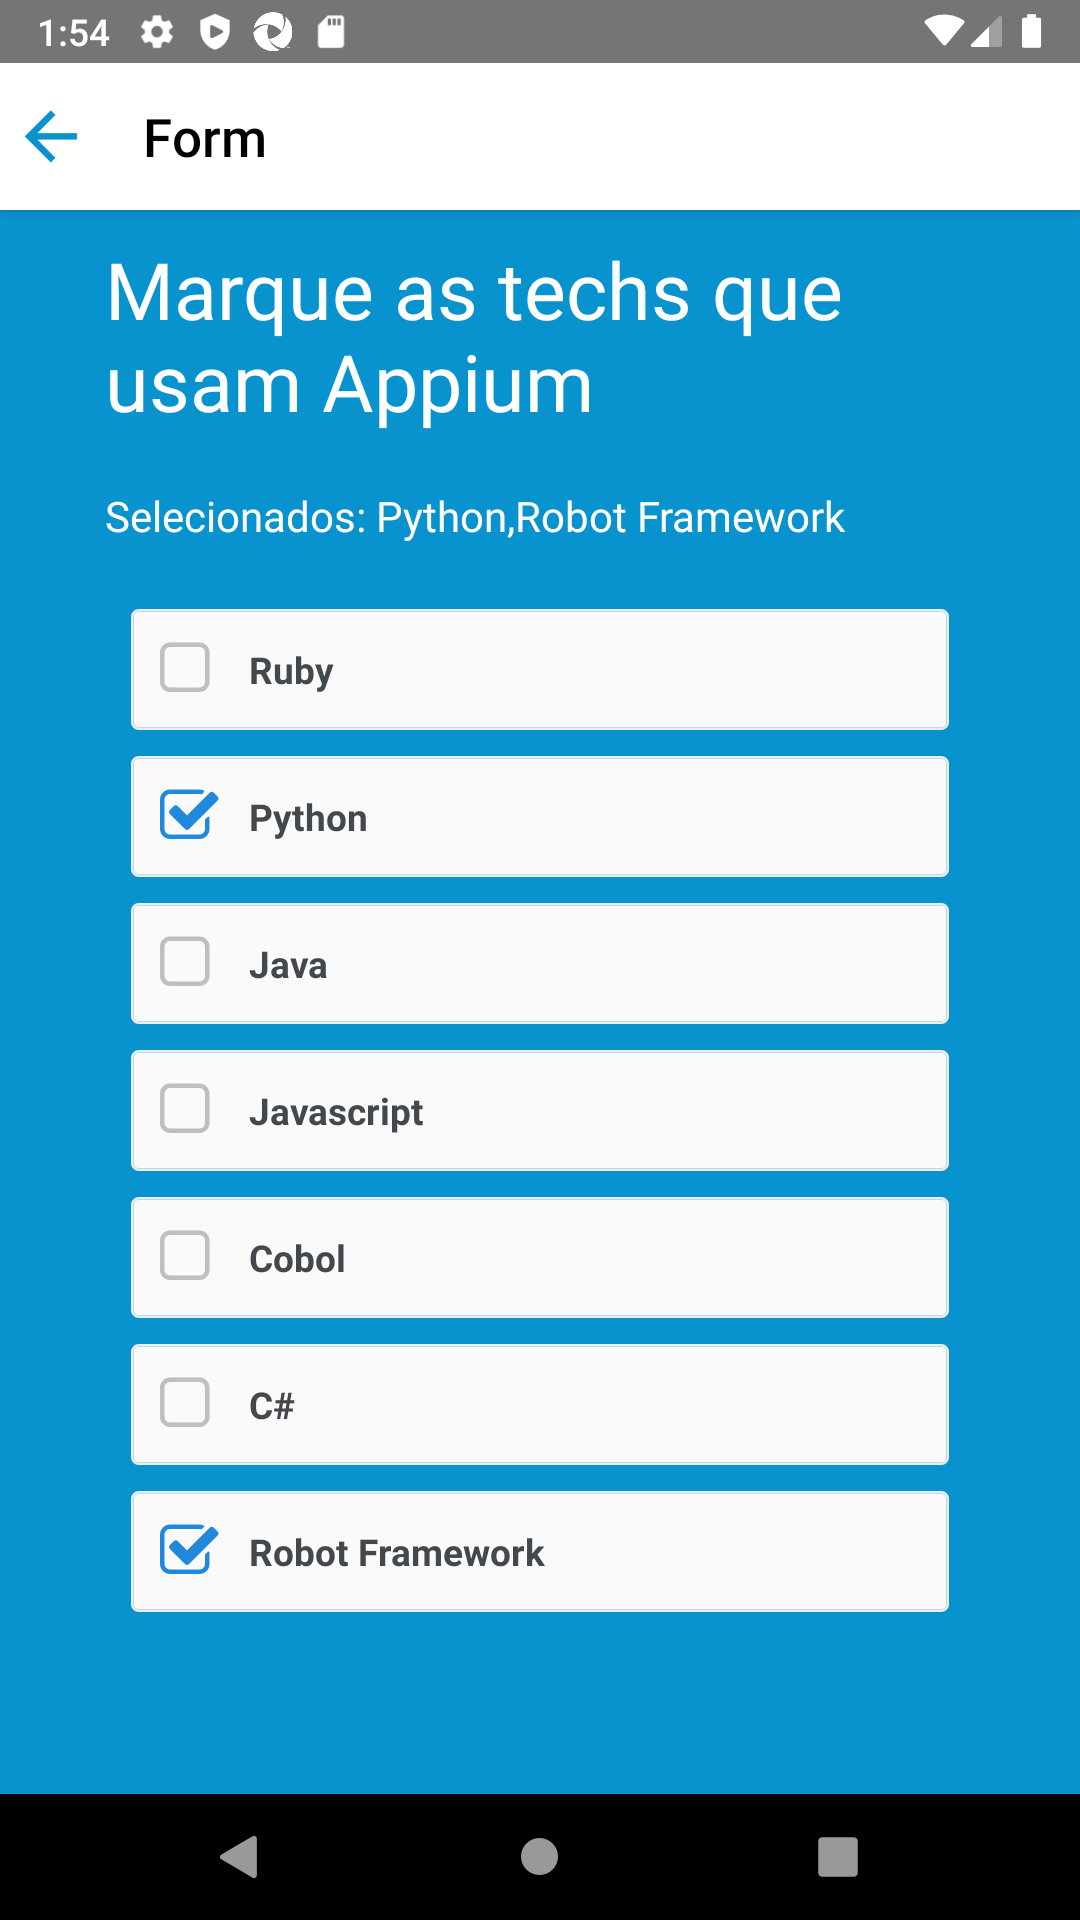 1:54
Form
Marque as techs que
usam Appium
Selecionados: Python,Robot Framework
Ruby
Python
Java
Javascript
Cobol
C#
Robot Framework